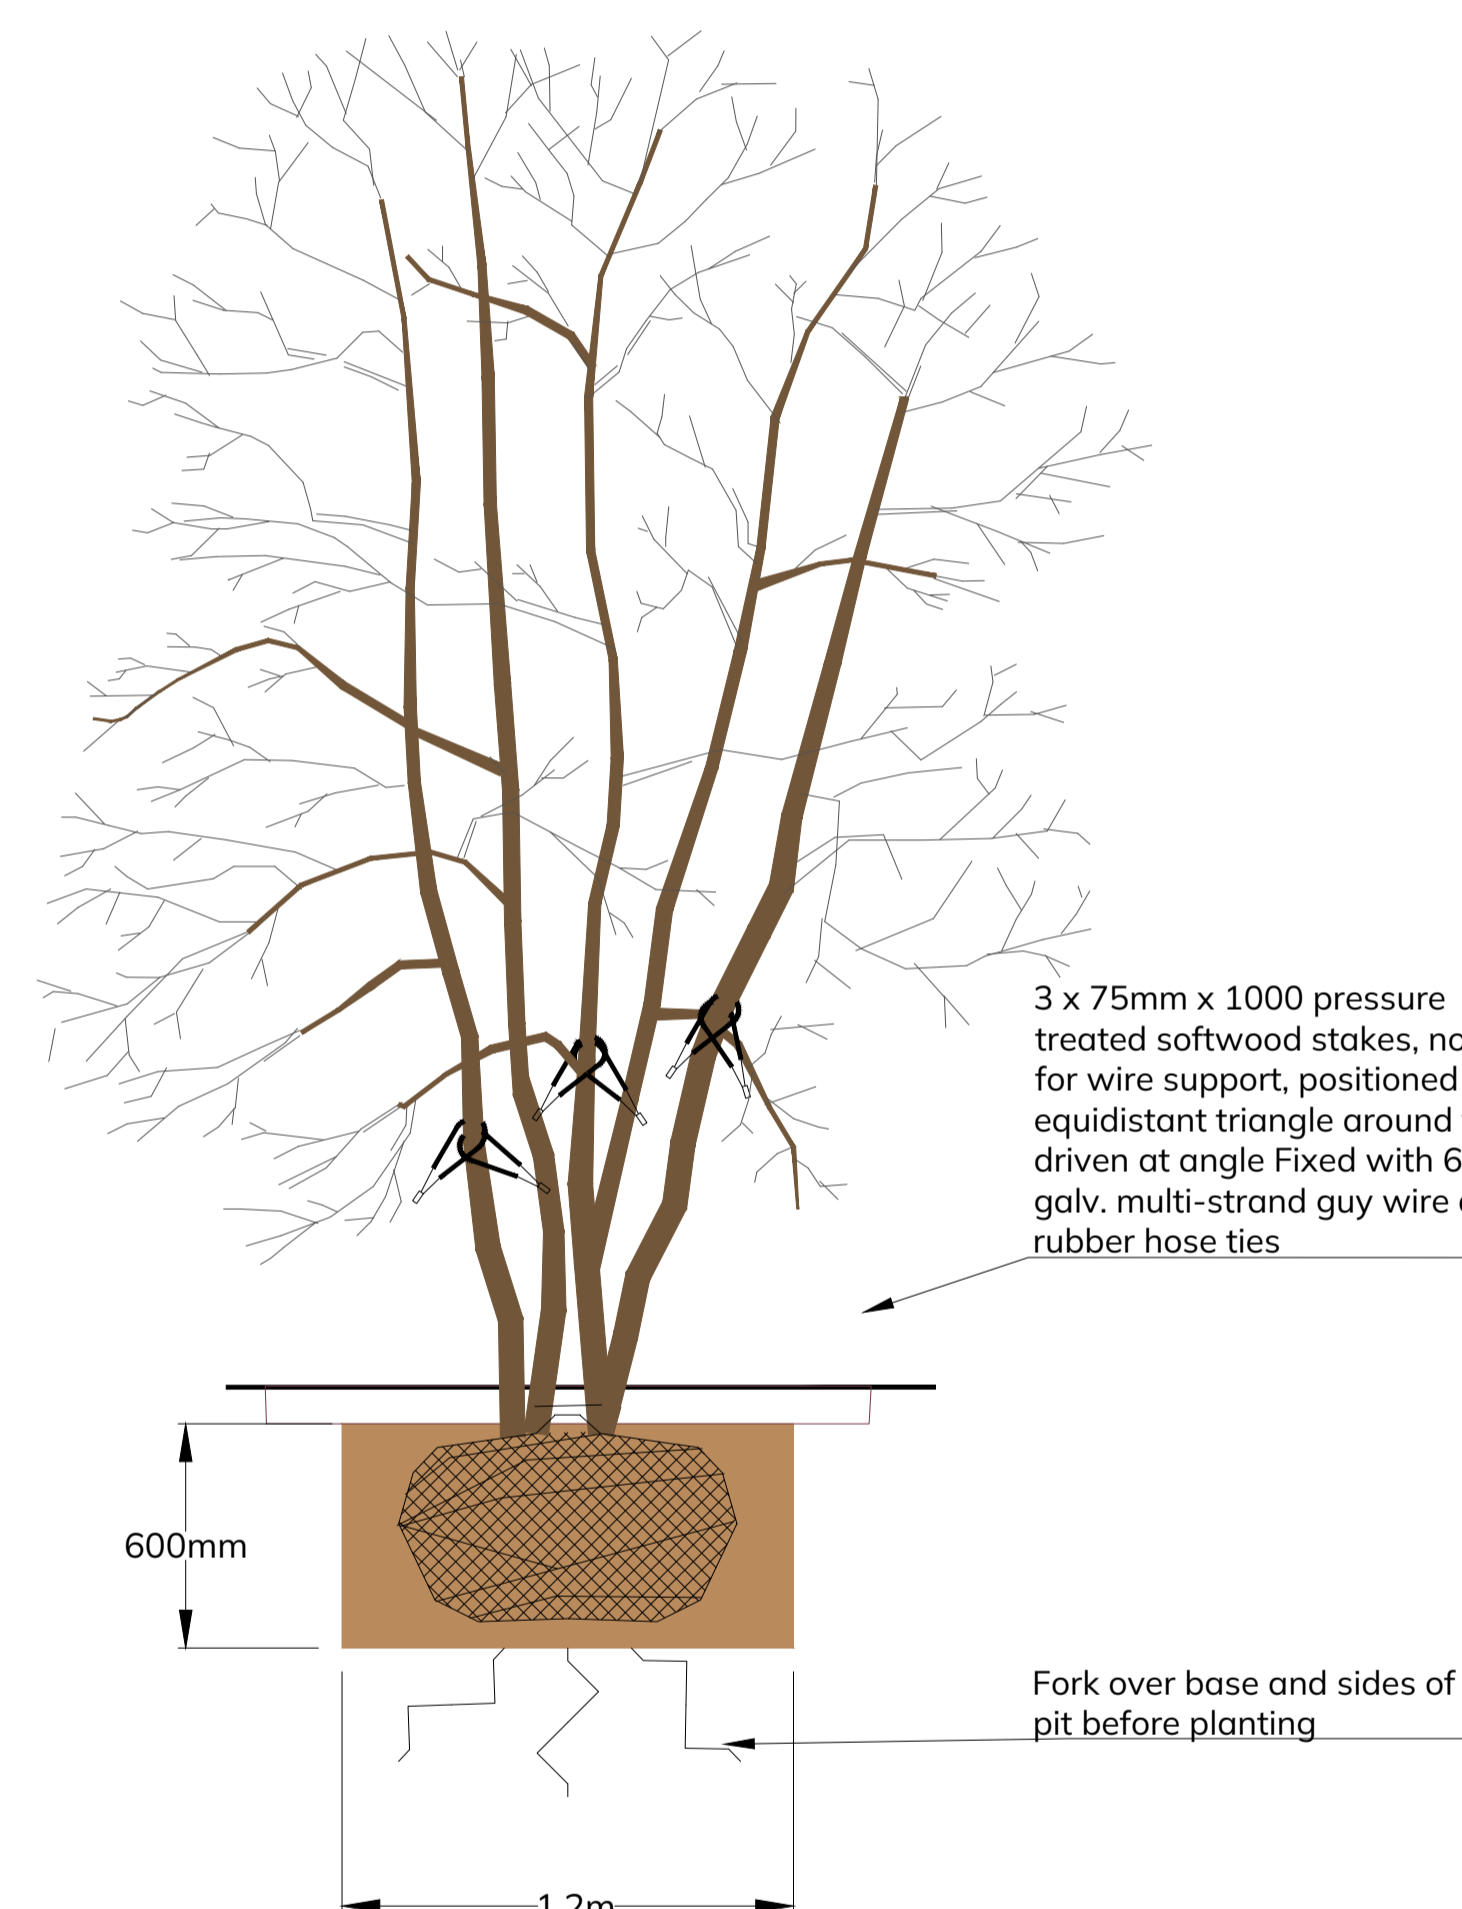 3 x 75mm x 1000 pressure
treated softwood stakes,
for wire support, positioned
equidistant triangle around
driven at angle Fixed with 6
galv. multi-strand guy wire
rubber hose ties
600mm
Fork over base and sides of
pit before planting
1.2m